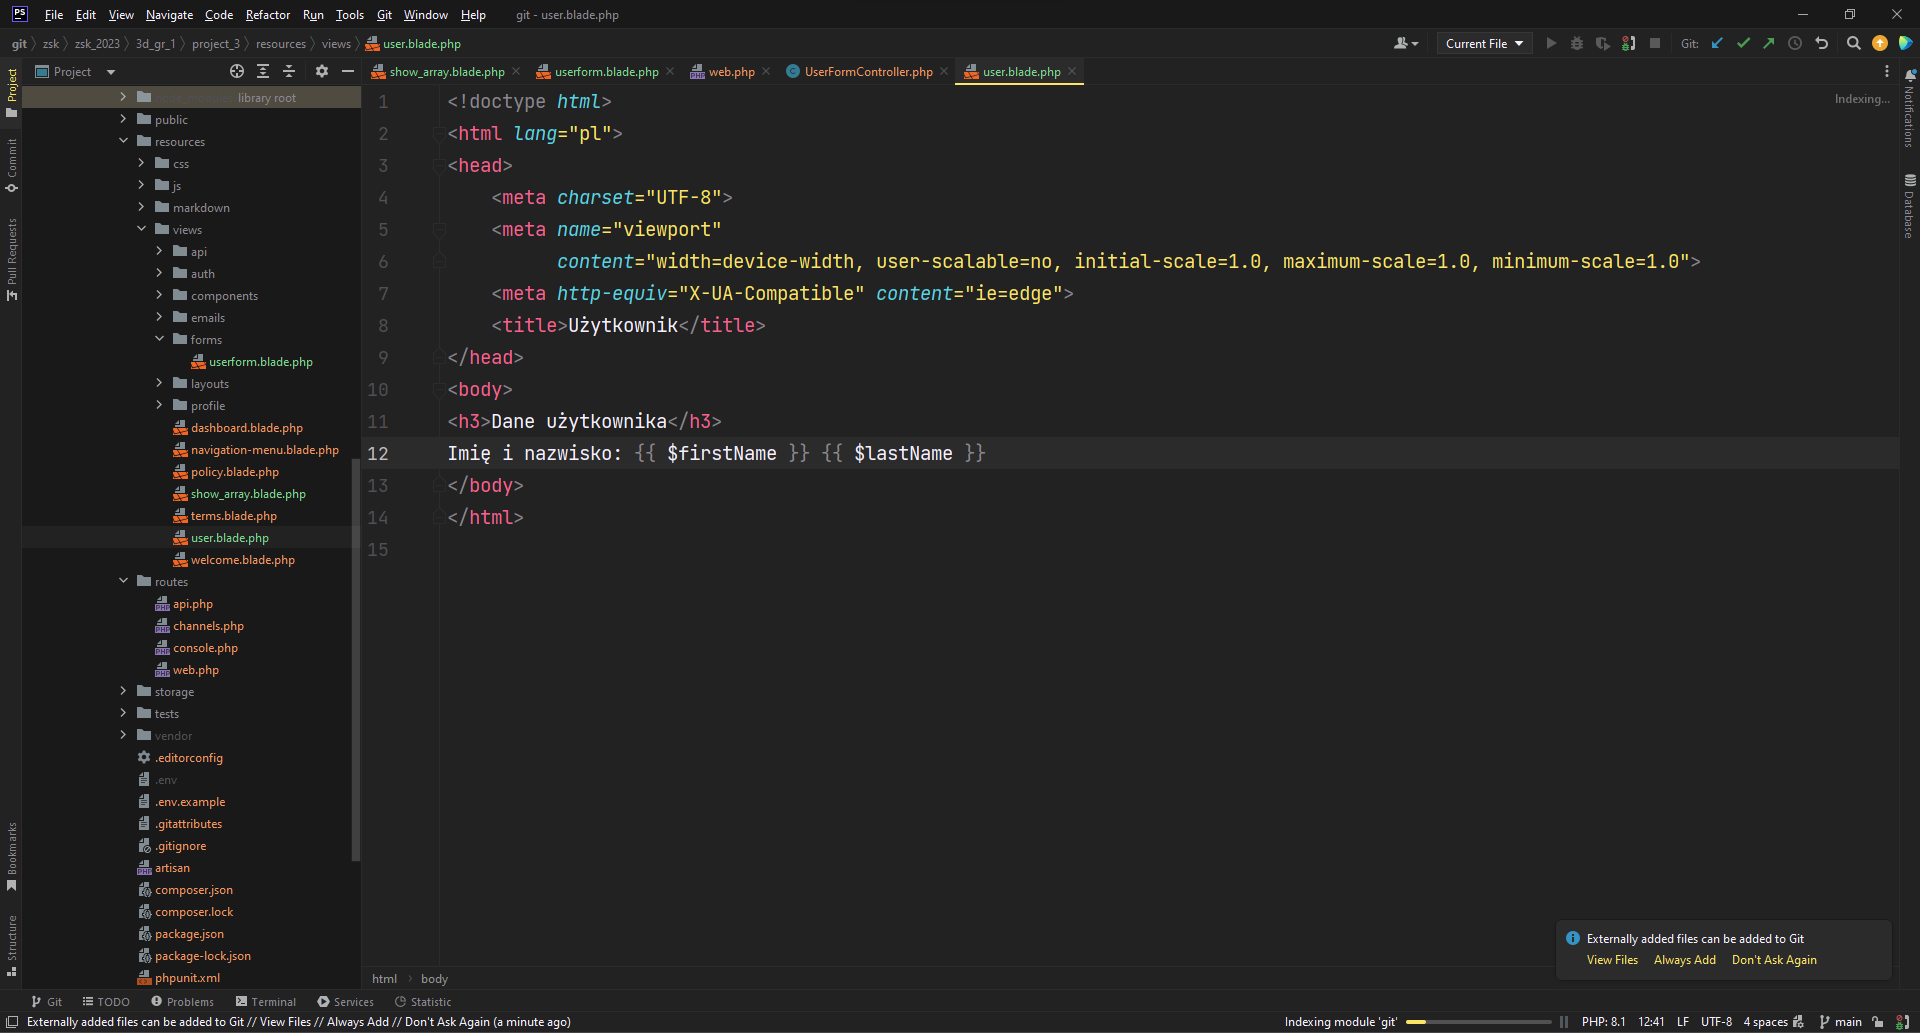 PS File Edit View Navigate Code Refactor Run Tools Git Window Help git - user.blade.php
git zsk zsk_2023 3d_gr_1 project_3 resources views user.blade.php
Current File Git:
Project
show_array.blade.php userform.blade.php web.php UserFormController.php user.blade.php
Project
Commit
Pull Requests
Bookmarks
Structure
library root
public
resources
css
js
markdown
views
api
auth
components
emails
forms
userform.blade.php
layouts
profile
dashboard.blade.php
navigation-menu.blade.php
policy.blade.php
show_array.blade.php
terms.blade.php
user.blade.php
welcome.blade.php
routes
api.php
channels.php
console.php
web.php
storage
tests
vendor
.editorconfig
.env
.env.example
.gitattributes
.gitignore
artisan
composer.json
composer.lock
package.json
package-lock.json
phpunit.xml
1 <!doctype html>
2 <html lang="pl">
3 <head>
4 <meta charset="UTF-8">
5 <meta name="viewport"
6 content="width=device-width, user-scalable=no, initial-scale=1.0, maximum-scale=1.0, minimum-scale=1.0">
7 <meta http-equiv="X-UA-Compatible" content="ie=edge">
8 <title>Użytkownik</title>
9 </head>
10 <body>
11 <h3>Dane użytkownika</h3>
12 Imię i nazwisko: {{ $firstName }} {{ $lastName }}
13 </body>
14 </html>
15
Indexing...
Notifications
Database
Externally added files can be added to Git
View Files Always Add Don't Ask Again
html body
Git TODO Problems Terminal Services Statistic
Externally added files can be added to Git // View Files // Always Add // Don't Ask Again (a minute ago) Indexing module 'git' PHP: 8.1 12:41 LF UTF-8 4 spaces main